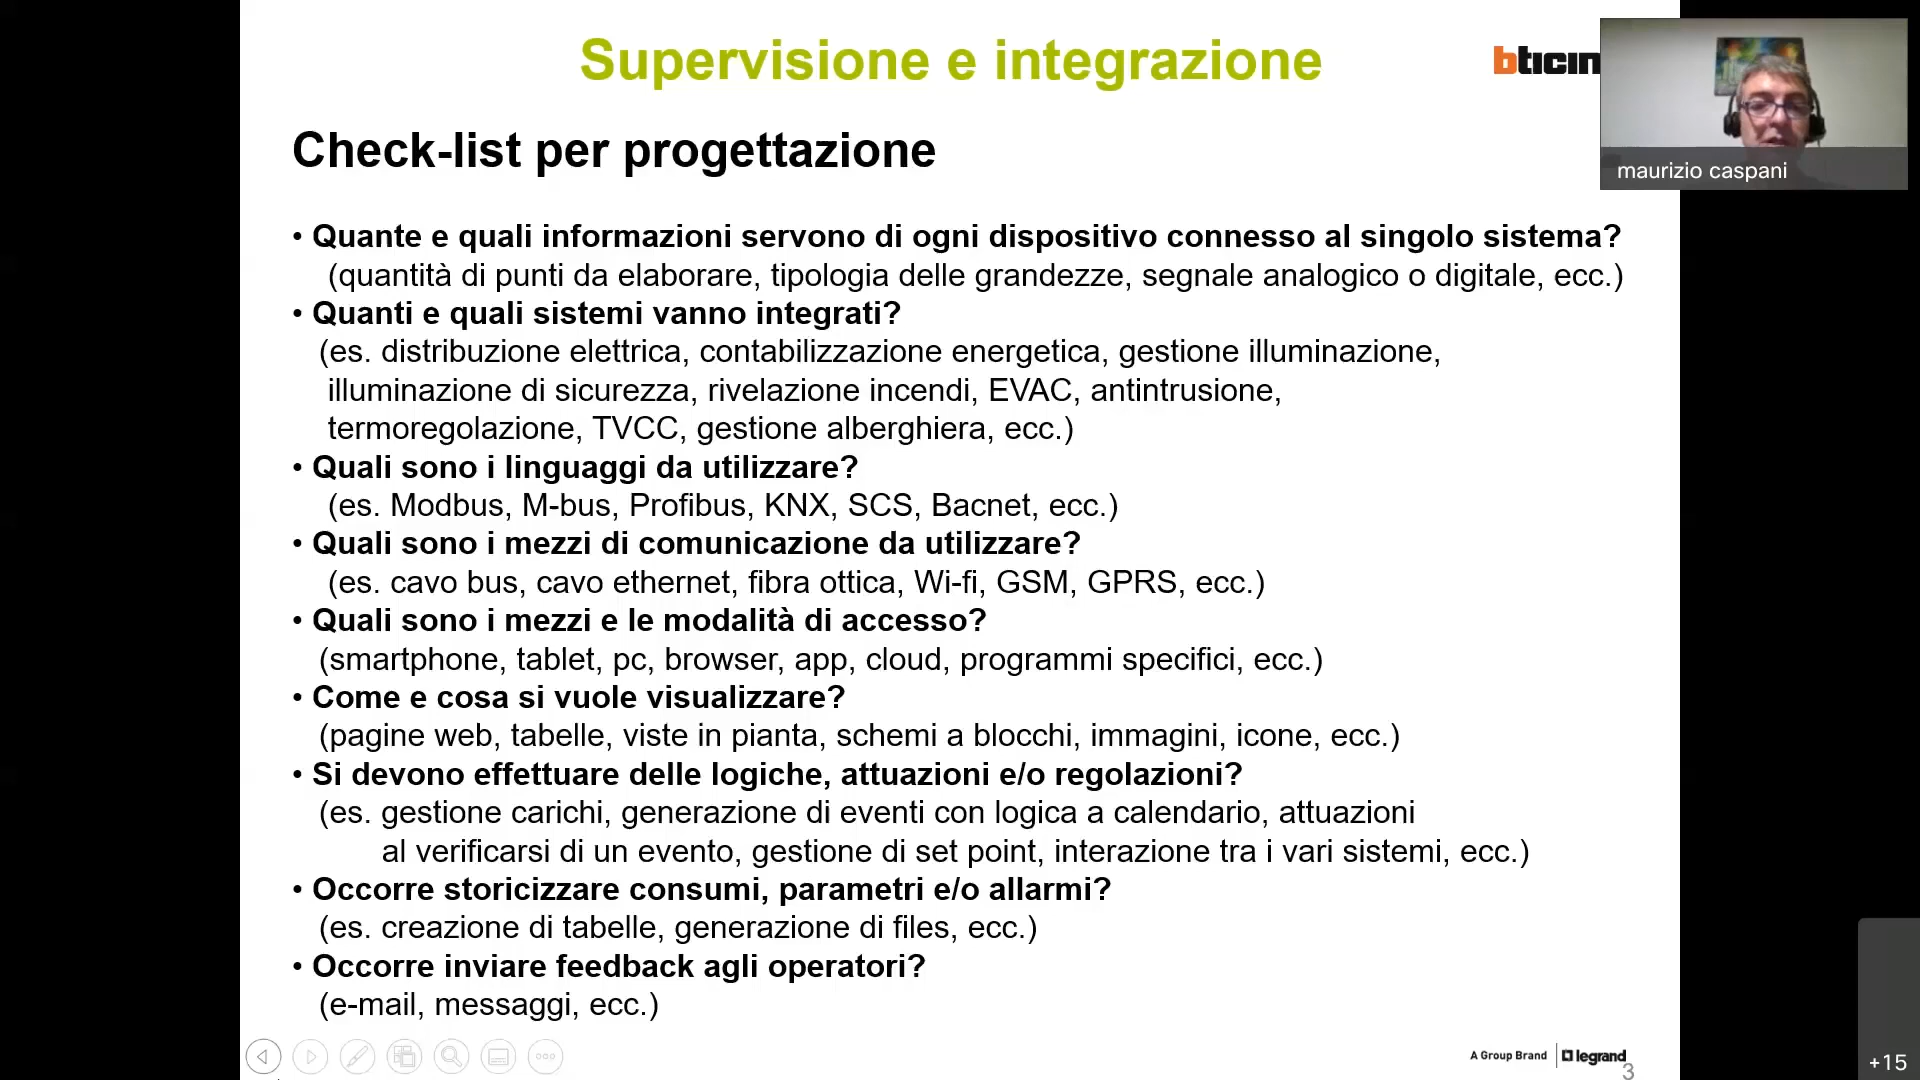 Supervisione e integrazione
bticin
maurizio caspani
Check-list per progettazione
• Quante e quali informazioni servono di ogni dispositivo connesso al singolo sistema?
(quantità di punti da elaborare, tipologia delle grandezze, segnale analogico o digitale, ecc.)
• Quanti e quali sistemi vanno integrati?
(es. distribuzione elettrica, contabilizzazione energetica, gestione illuminazione,
illuminazione di sicurezza, rivelazione incendi, EVAC, antintrusione,
termoregolazione, TVCC, gestione alberghiera, ecc.)
• Quali sono i linguaggi da utilizzare?
(es. Modbus, M-bus, Profibus, KNX, SCS, Bacnet, ecc.)
• Quali sono i mezzi di comunicazione da utilizzare?
(es. cavo bus, cavo ethernet, fibra ottica, Wi-fi, GSM, GPRS, ecc.)
• Quali sono i mezzi e le modalità di accesso?
(smartphone, tablet, pc, browser, app, cloud, programmi specifici, ecc.)
• Come e cosa si vuole visualizzare?
(pagine web, tabelle, viste in pianta, schemi a blocchi, immagini, icone, ecc.)
• Si devono effettuare delle logiche, attuazioni e/o regolazioni?
(es. gestione carichi, generazione di eventi con logica a calendario, attuazioni
al verificarsi di un evento, gestione di set point, interazione tra i vari sistemi, ecc.)
• Occorre storicizzare consumi, parametri e/o allarmi?
(es. creazione di tabelle, generazione di files, ecc.)
• Occorre inviare feedback agli operatori?
(e-mail, messaggi, ecc.)
A Group Brand legrand
3
+15